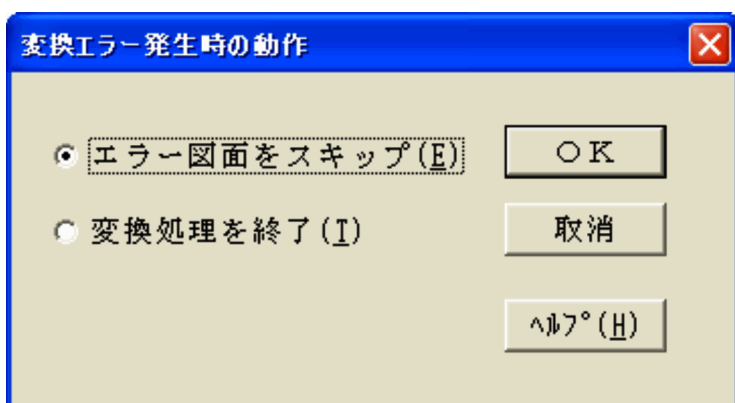 変換ｴﾗｰ発生時の動作
エラー図面をスキップ(E)
OK
変換処理を終了(I)
取消
ﾍﾙﾌﾟ(H)